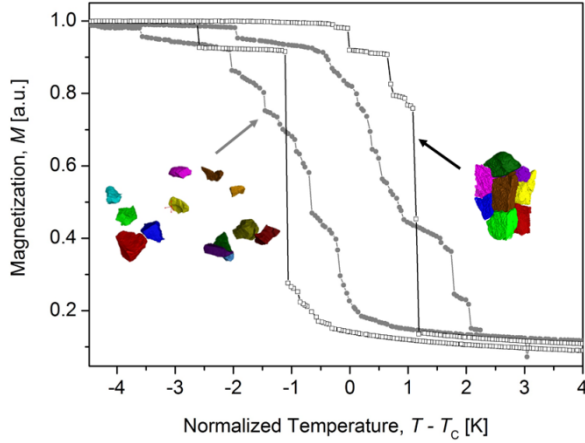 Magnetization, M [a.u.]
1.0
0.8
0.6
0.4
0.2
-4 -3 -2 -1 0 1 2 3 4
Normalized Temperature, T - TC [K]